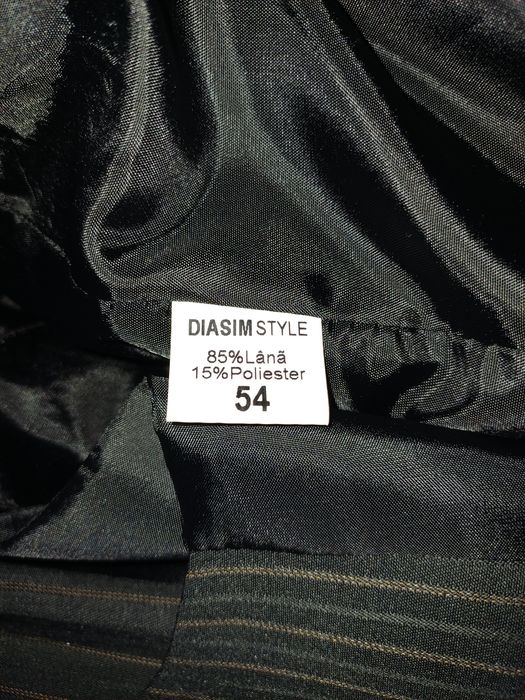 DIASIM STYLE
85%Lână
15%Poliester
54